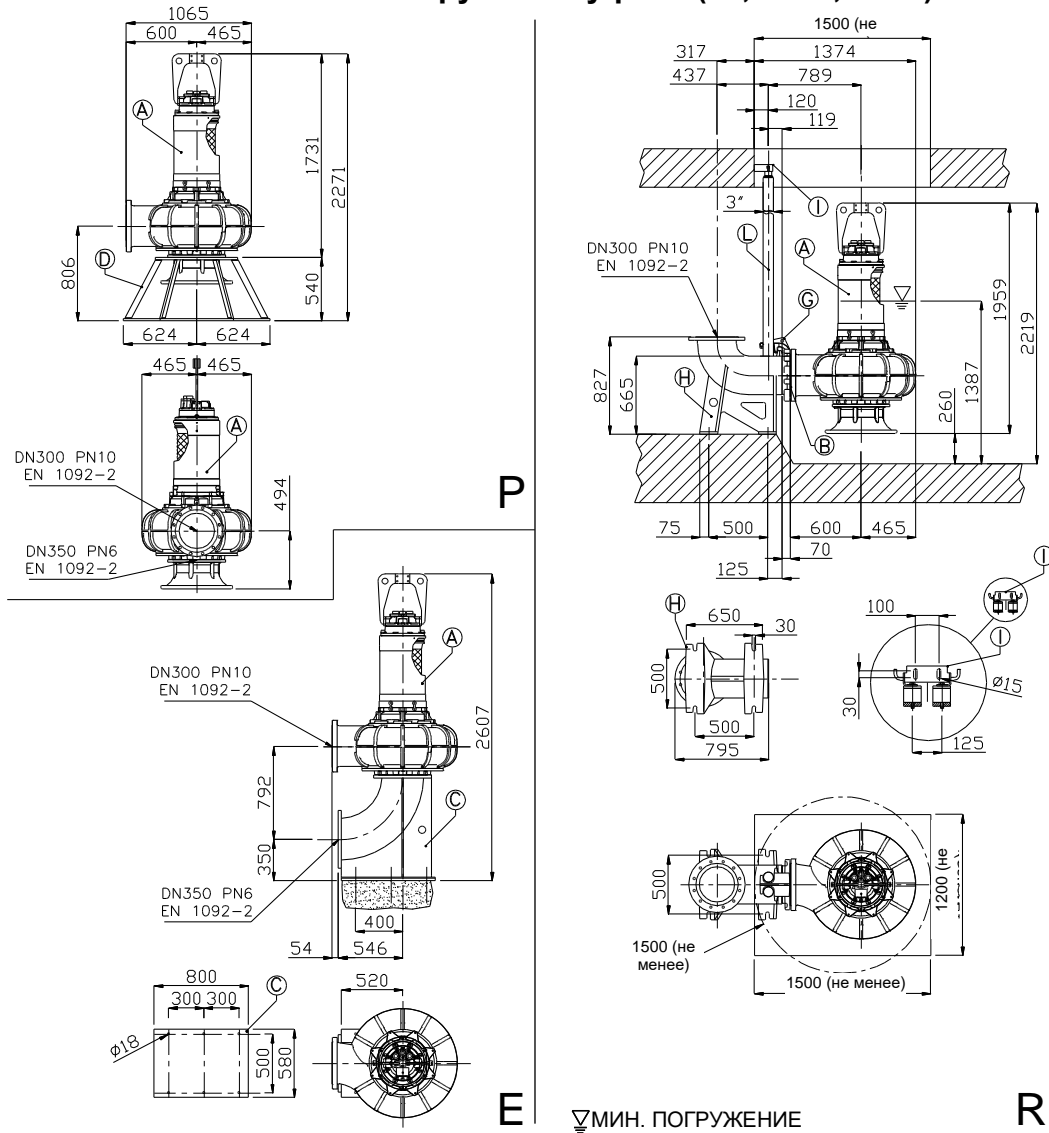 1065
600
465
A
1731
2271
806
D
540
624
624
465
465
A
DN300 PN10
EN 1092-2
494
DN350 PN6
EN 1092-2
P
DN300 PN10
EN 1092-2
A
2607
792
C
350
DN350 PN6
EN 1092-2
400
54
546
800
C
520
300
300
ø18
500
580
E
1500 (не
317
1374
437
789
120
119
3"
I
L
DN300 PN10
EN 1092-2
A
G
1959
2219
1387
827
665
H
260
B
75
500
600
465
70
125
H
650
30
500
500
795
I
100
I
30
ø15
125
500
1200 (не
1500 (не
менее)
1500 (не менее)
МИН. ПОГРУЖЕНИЕ
R